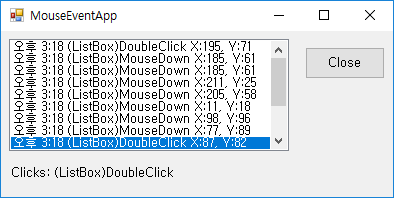 MouseEventApp
오후 3:18 (ListBox)DoubleClick X:195, Y:71
오후 3:18 (ListBox)MouseDown X:185, Y:61
오후 3:18 (ListBox)MouseDown X:185, Y:61
오후 3:18 (ListBox)MouseDown X:211, Y:25
오후 3:18 (ListBox)MouseDown X:205, Y:58
오후 3:18 (ListBox)MouseDown X:11, Y:18
오후 3:18 (ListBox)MouseDown X:98, Y:96
오후 3:18 (ListBox)MouseDown X:77, Y:89
오후 3:18 (ListBox)DoubleClick X:87, Y:82
Close
Clicks: (ListBox)DoubleClick